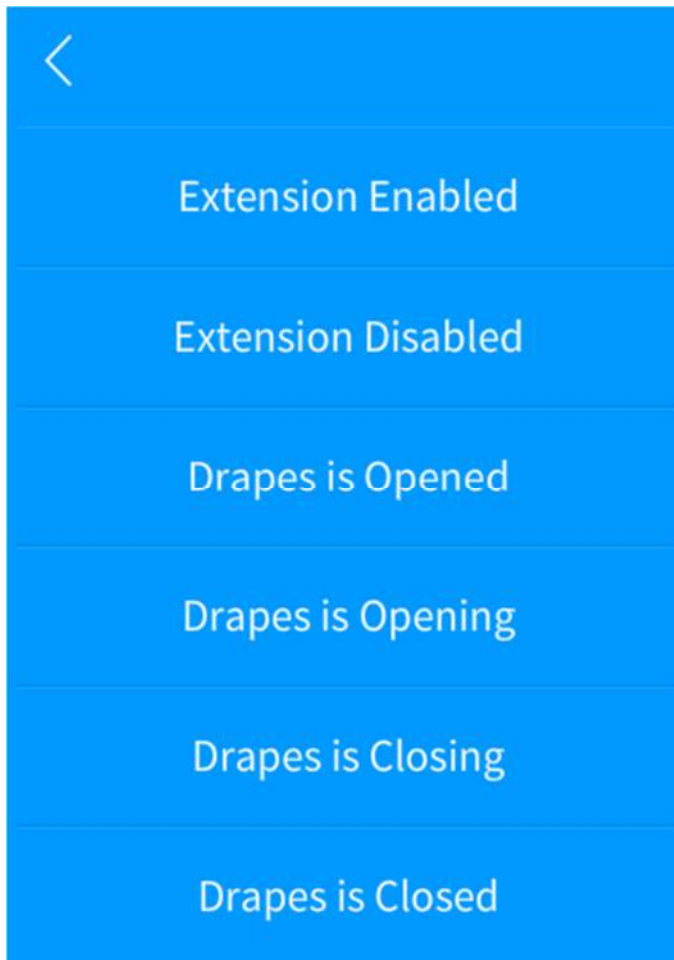 Extension Enabled
Extension Disabled
Drapes is Opened
Drapes is Opening
Drapes is Closing
Drapes is Closed